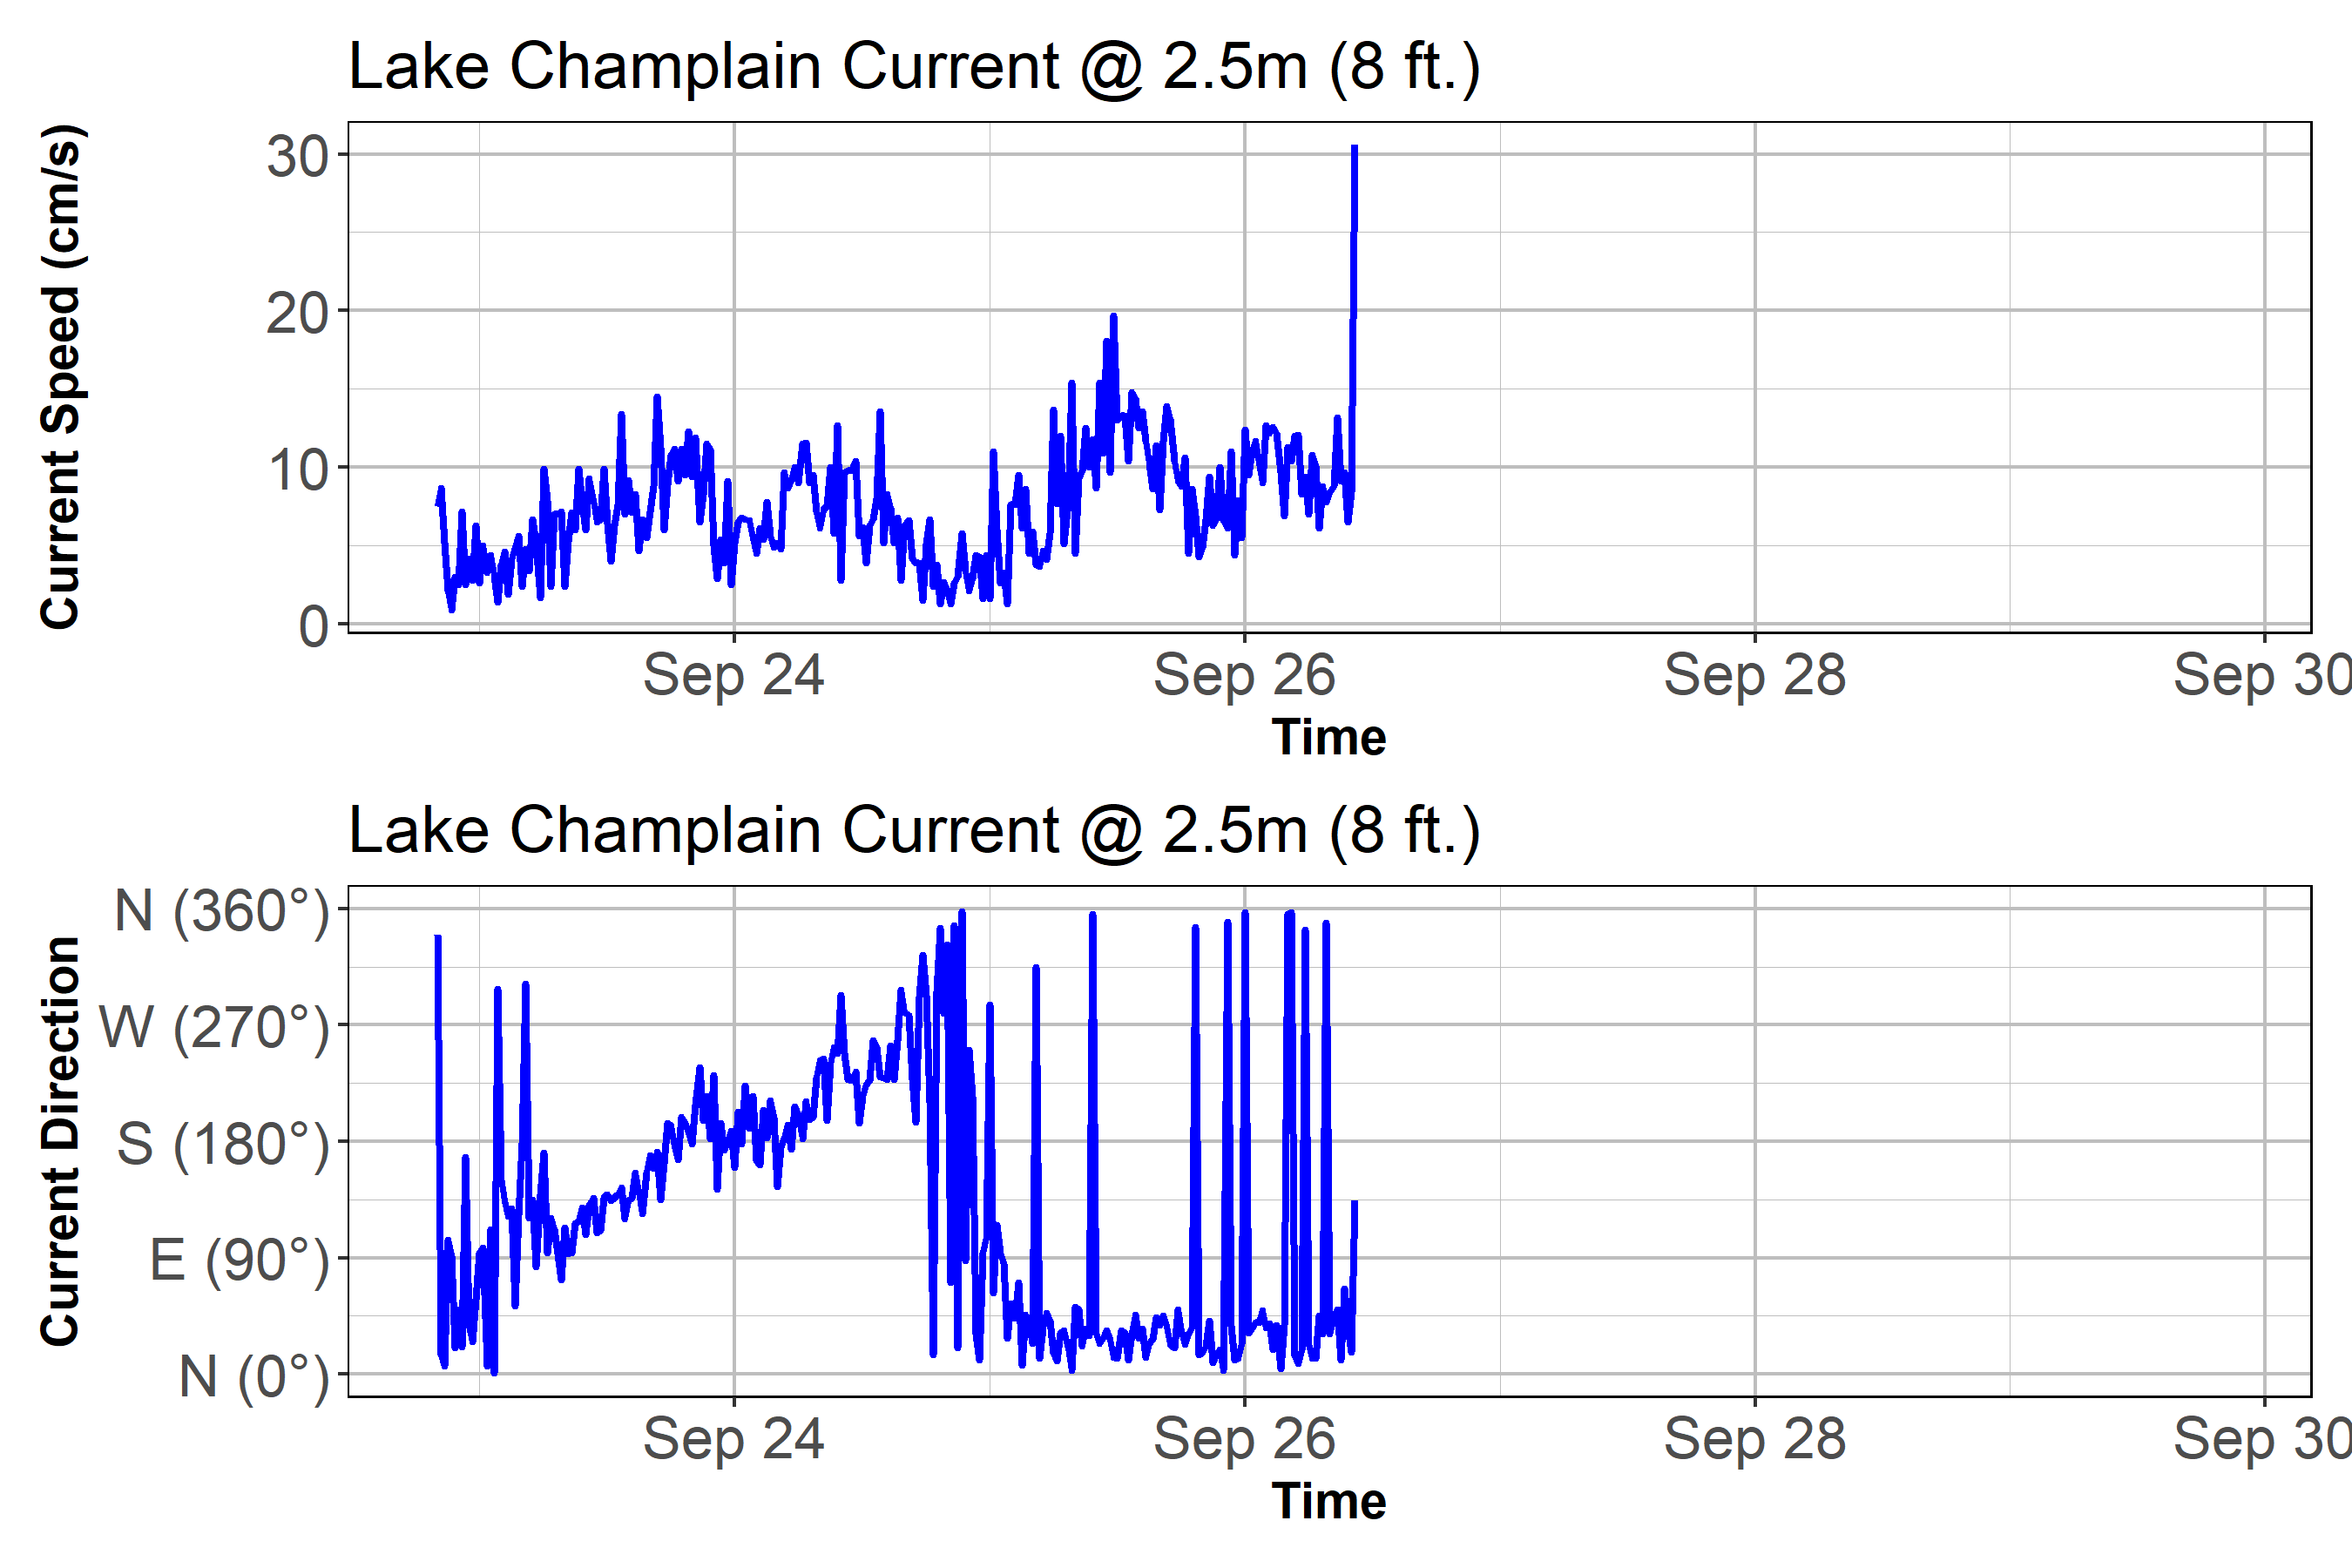 Lake Champlain Current @ 2.5m (8 ft.)
Current Speed (cm/s)
30
20
10
0
Sep 24 Sep 26 Sep 28 Sep 30
Time
Lake Champlain Current @ 2.5m (8 ft.)
Current Direction
N (360°)
W (270°)
S (180°)
E (90°)
N (0°)
Sep 24 Sep 26 Sep 28 Sep 30
Time